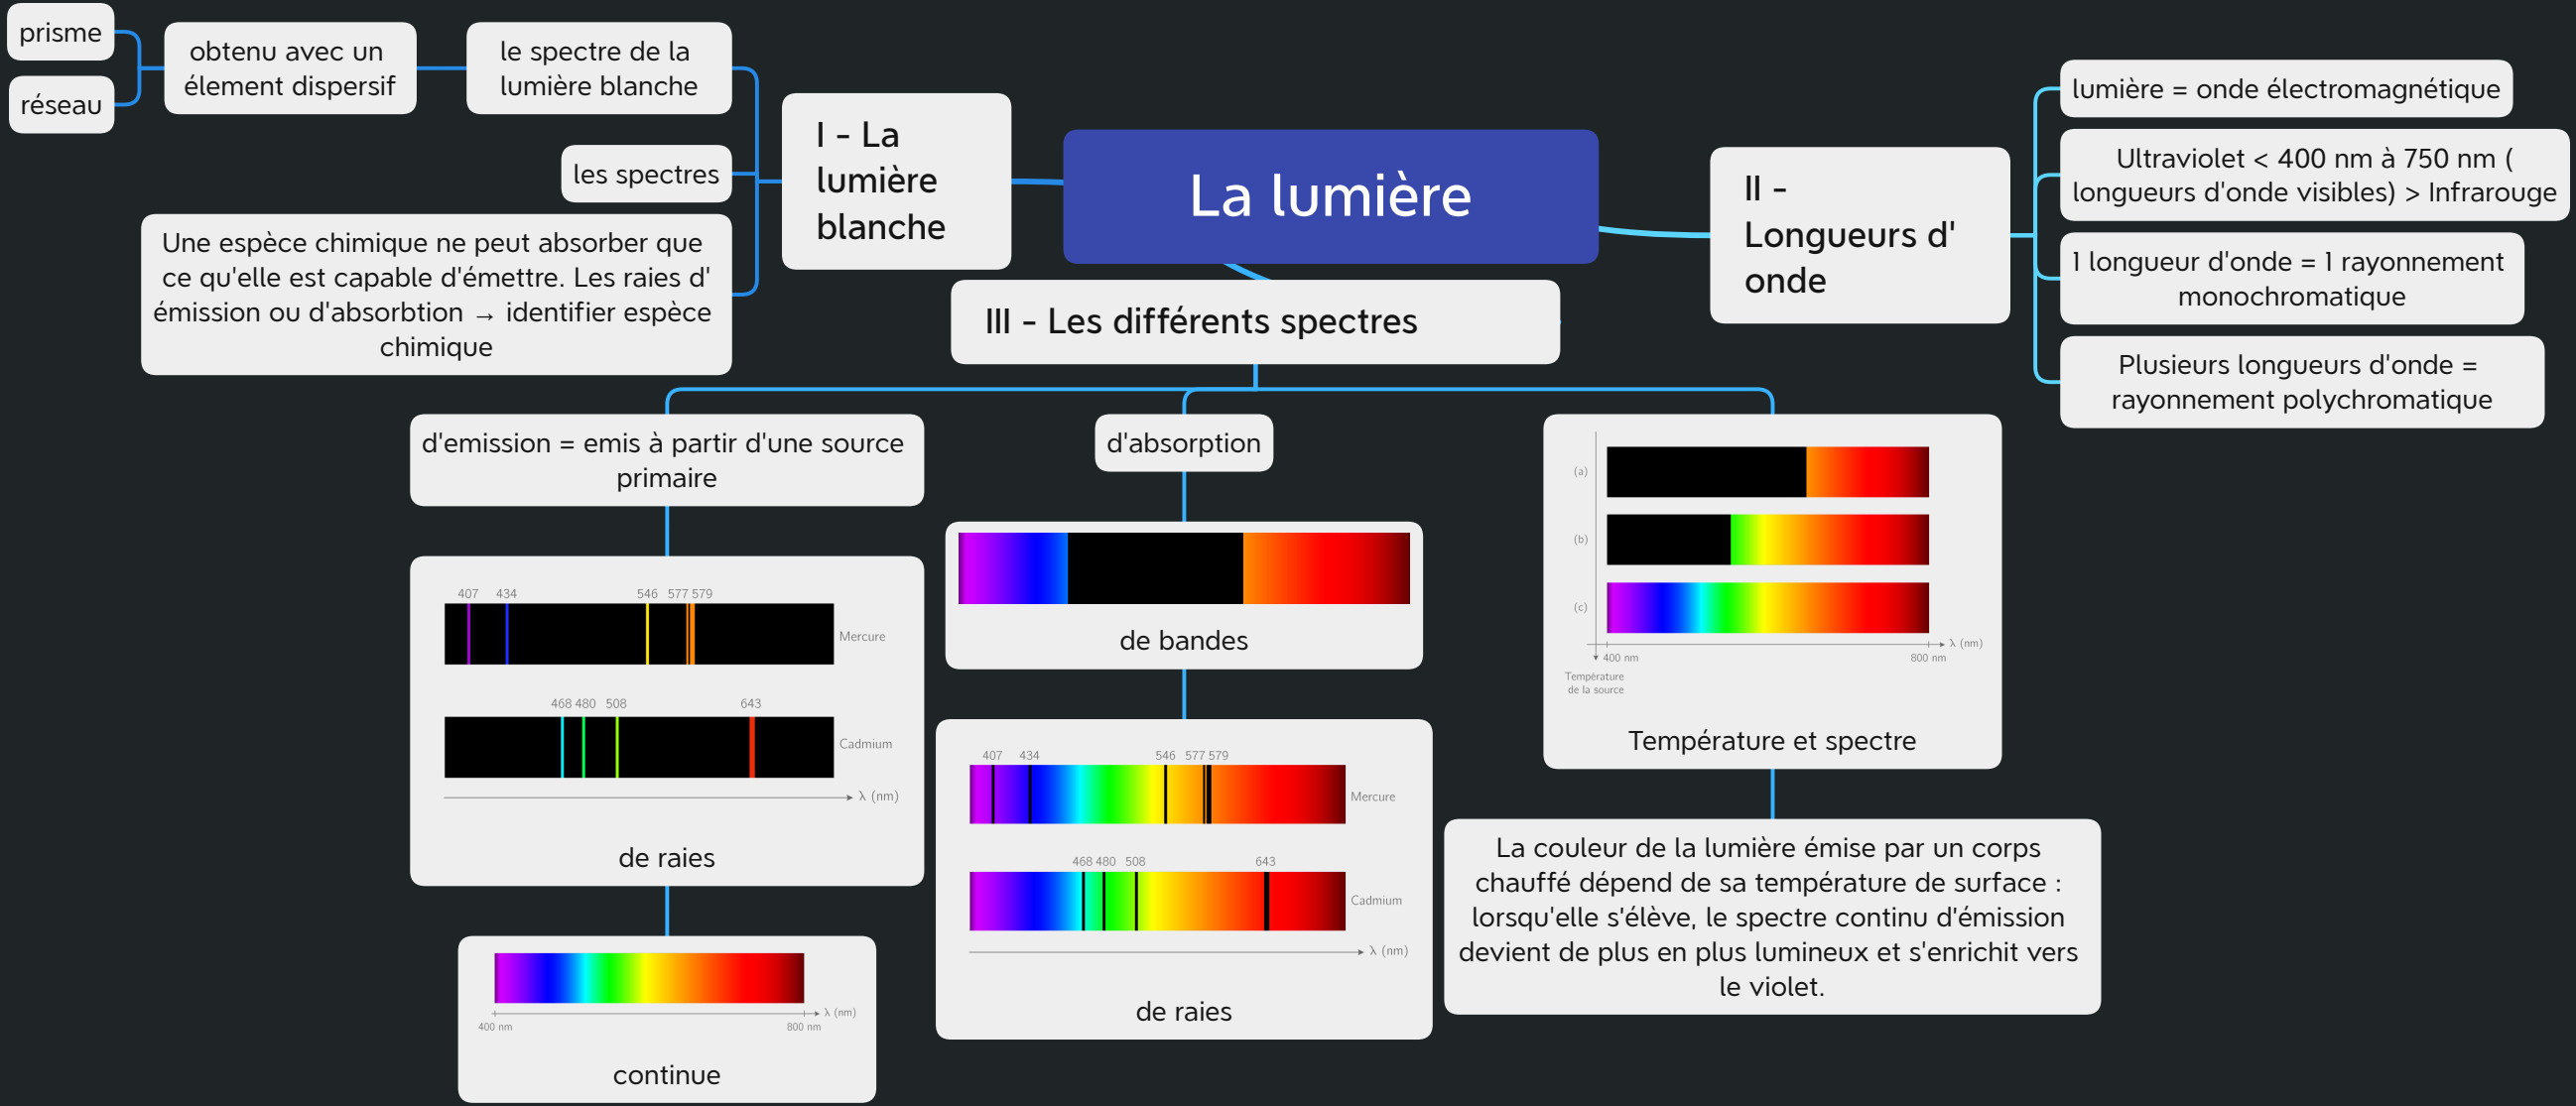 La lumière
I - La
lumière
blanche
le spectre de la
lumière blanche
obtenu avec un
élement dispersif
prisme
réseau
les spectres
Une espèce chimique ne peut absorber que
ce qu'elle est capable d'émettre. Les raies d'
émission ou d'absorbtion → identifier espèce
chimique
II -
Longueurs d'
onde
lumière = onde électromagnétique
Ultraviolet < 400 nm à 750 nm (
longueurs d'onde visibles) > Infrarouge
1 longueur d'onde = 1 rayonnement
monochromatique
Plusieurs longueurs d'onde =
rayonnement polychromatique
III - Les différents spectres
d'emission = emis à partir d'une source
primaire
407 434 546 577 579
Mercure
468 480 508 643
Cadmium
λ (nm)
de raies
λ (nm)
400 nm 800 nm
continue
d'absorption
de bandes
407 434 546 577 579
Mercure
468 480 508 643
Cadmium
λ (nm)
de raies
(a)
(b)
(c)
λ (nm)
400 nm 800 nm
Température
de la source
Température et spectre
La couleur de la lumière émise par un corps
chauffé dépend de sa température de surface :
lorsqu'elle s'élève, le spectre continu d'émission
devient de plus en plus lumineux et s'enrichit vers
le violet.